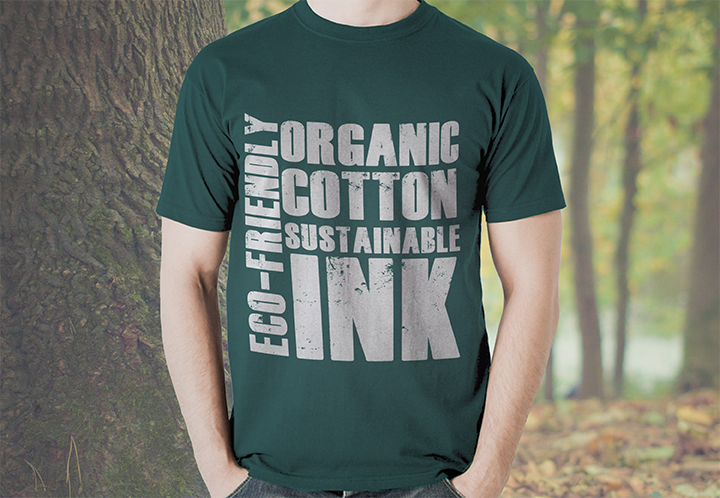 ECO-FRIENDLY
ORGANIC
COTTON
SUSTAINABLE
INK